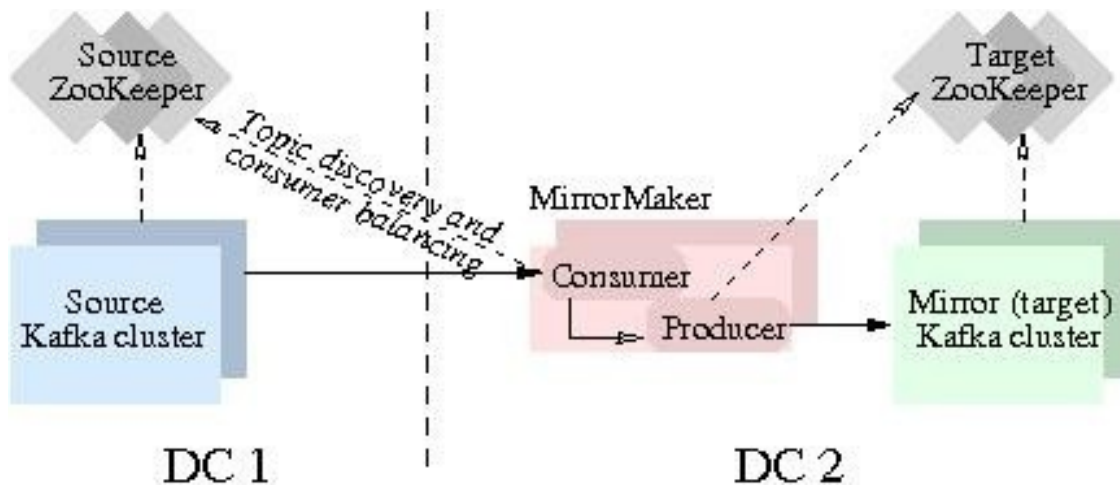 Source
ZooKeeper
Target
ZooKeeper
Topic discovery and
consumer balancing
MirrorMaker
Consumer
Producer
Source
Kafka cluster
Mirror (target)
Kafka cluster
DC 1
DC 2